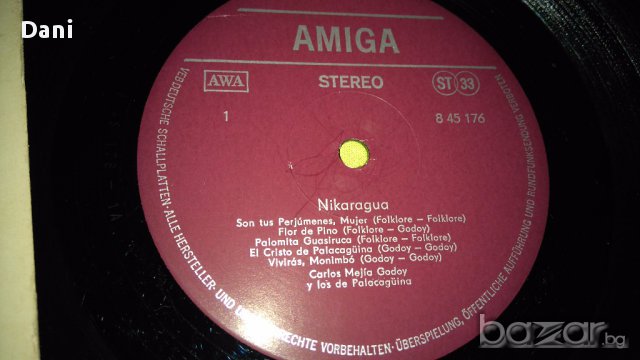 Dani
AMIGA
AWA
STEREO
ST 33
1
8 45 176
Nikaragua
Son tus Perjúmenes, Mujer (Folklore – Folklore)
Flor de Pino (Folklore – Godoy)
Palomita Guasiruca (Folklore – Folklore)
El Cristo de Palacagüina (Godoy – Godoy)
Vivirás, Monimbó (Godoy – Godoy)
Carlos Mejía Godoy
y los de Palacagüina
VEB DEUTSCHE SCHALLPLATTEN · ALLE HERSTELLER- UND RECHTE VORBEHALTEN · ÜBERSPIELUNG, ÖFFENTLICHE AUFFÜHRUNG UND RUNDFUNKSENDUNG VERBOTEN
bazar.bg